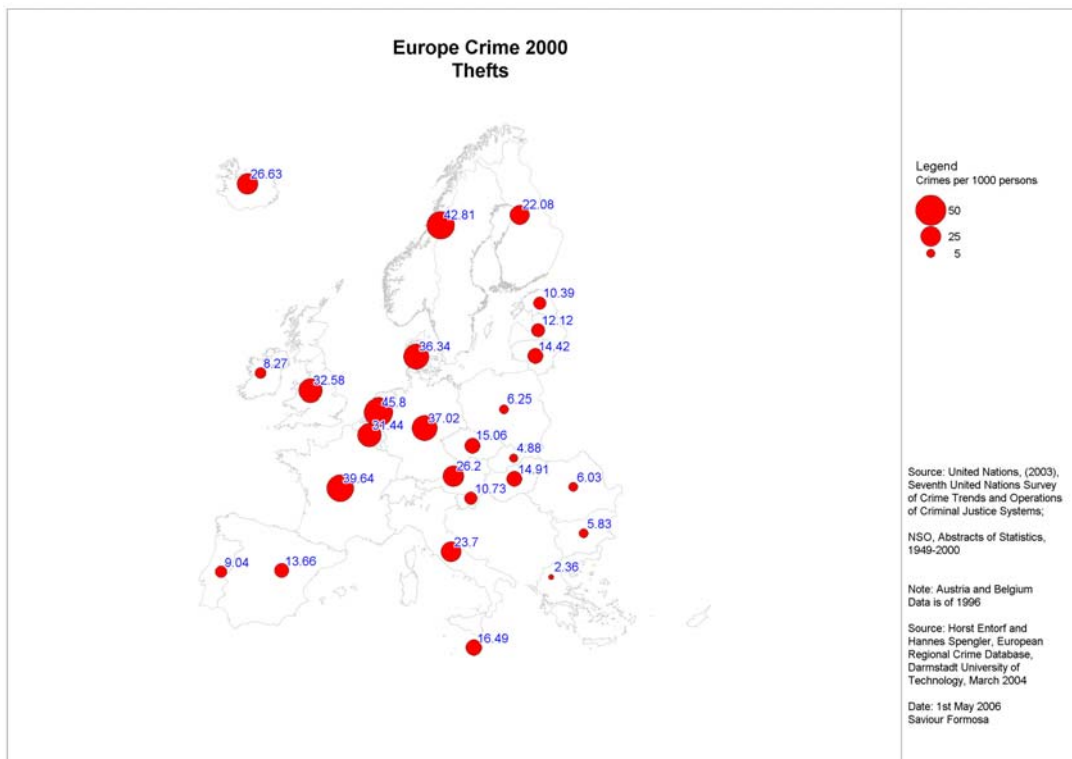 Europe Crime 2000
Thefts
26.63
42.81
22.08
10.39
12.12
14.42
36.34
8.27
32.58
45.8
31.44
37.02
6.25
15.06
4.88
14.91
26.2
10.73
39.64
6.03
5.83
23.7
2.36
9.04
13.66
16.49
Legend
Crimes per 1000 persons
50
25
5
Source: United Nations, (2003),
Seventh United Nations Survey
of Crime Trends and Operations
of Criminal Justice Systems;
NSO, Abstracts of Statistics,
1949-2000
Note: Austria and Belgium
Data is of 1996
Source: Horst Entorf and
Hannes Spengler, European
Regional Crime Database,
Darmstadt University of
Technology, March 2004
Date: 1st May 2006
Saviour Formosa